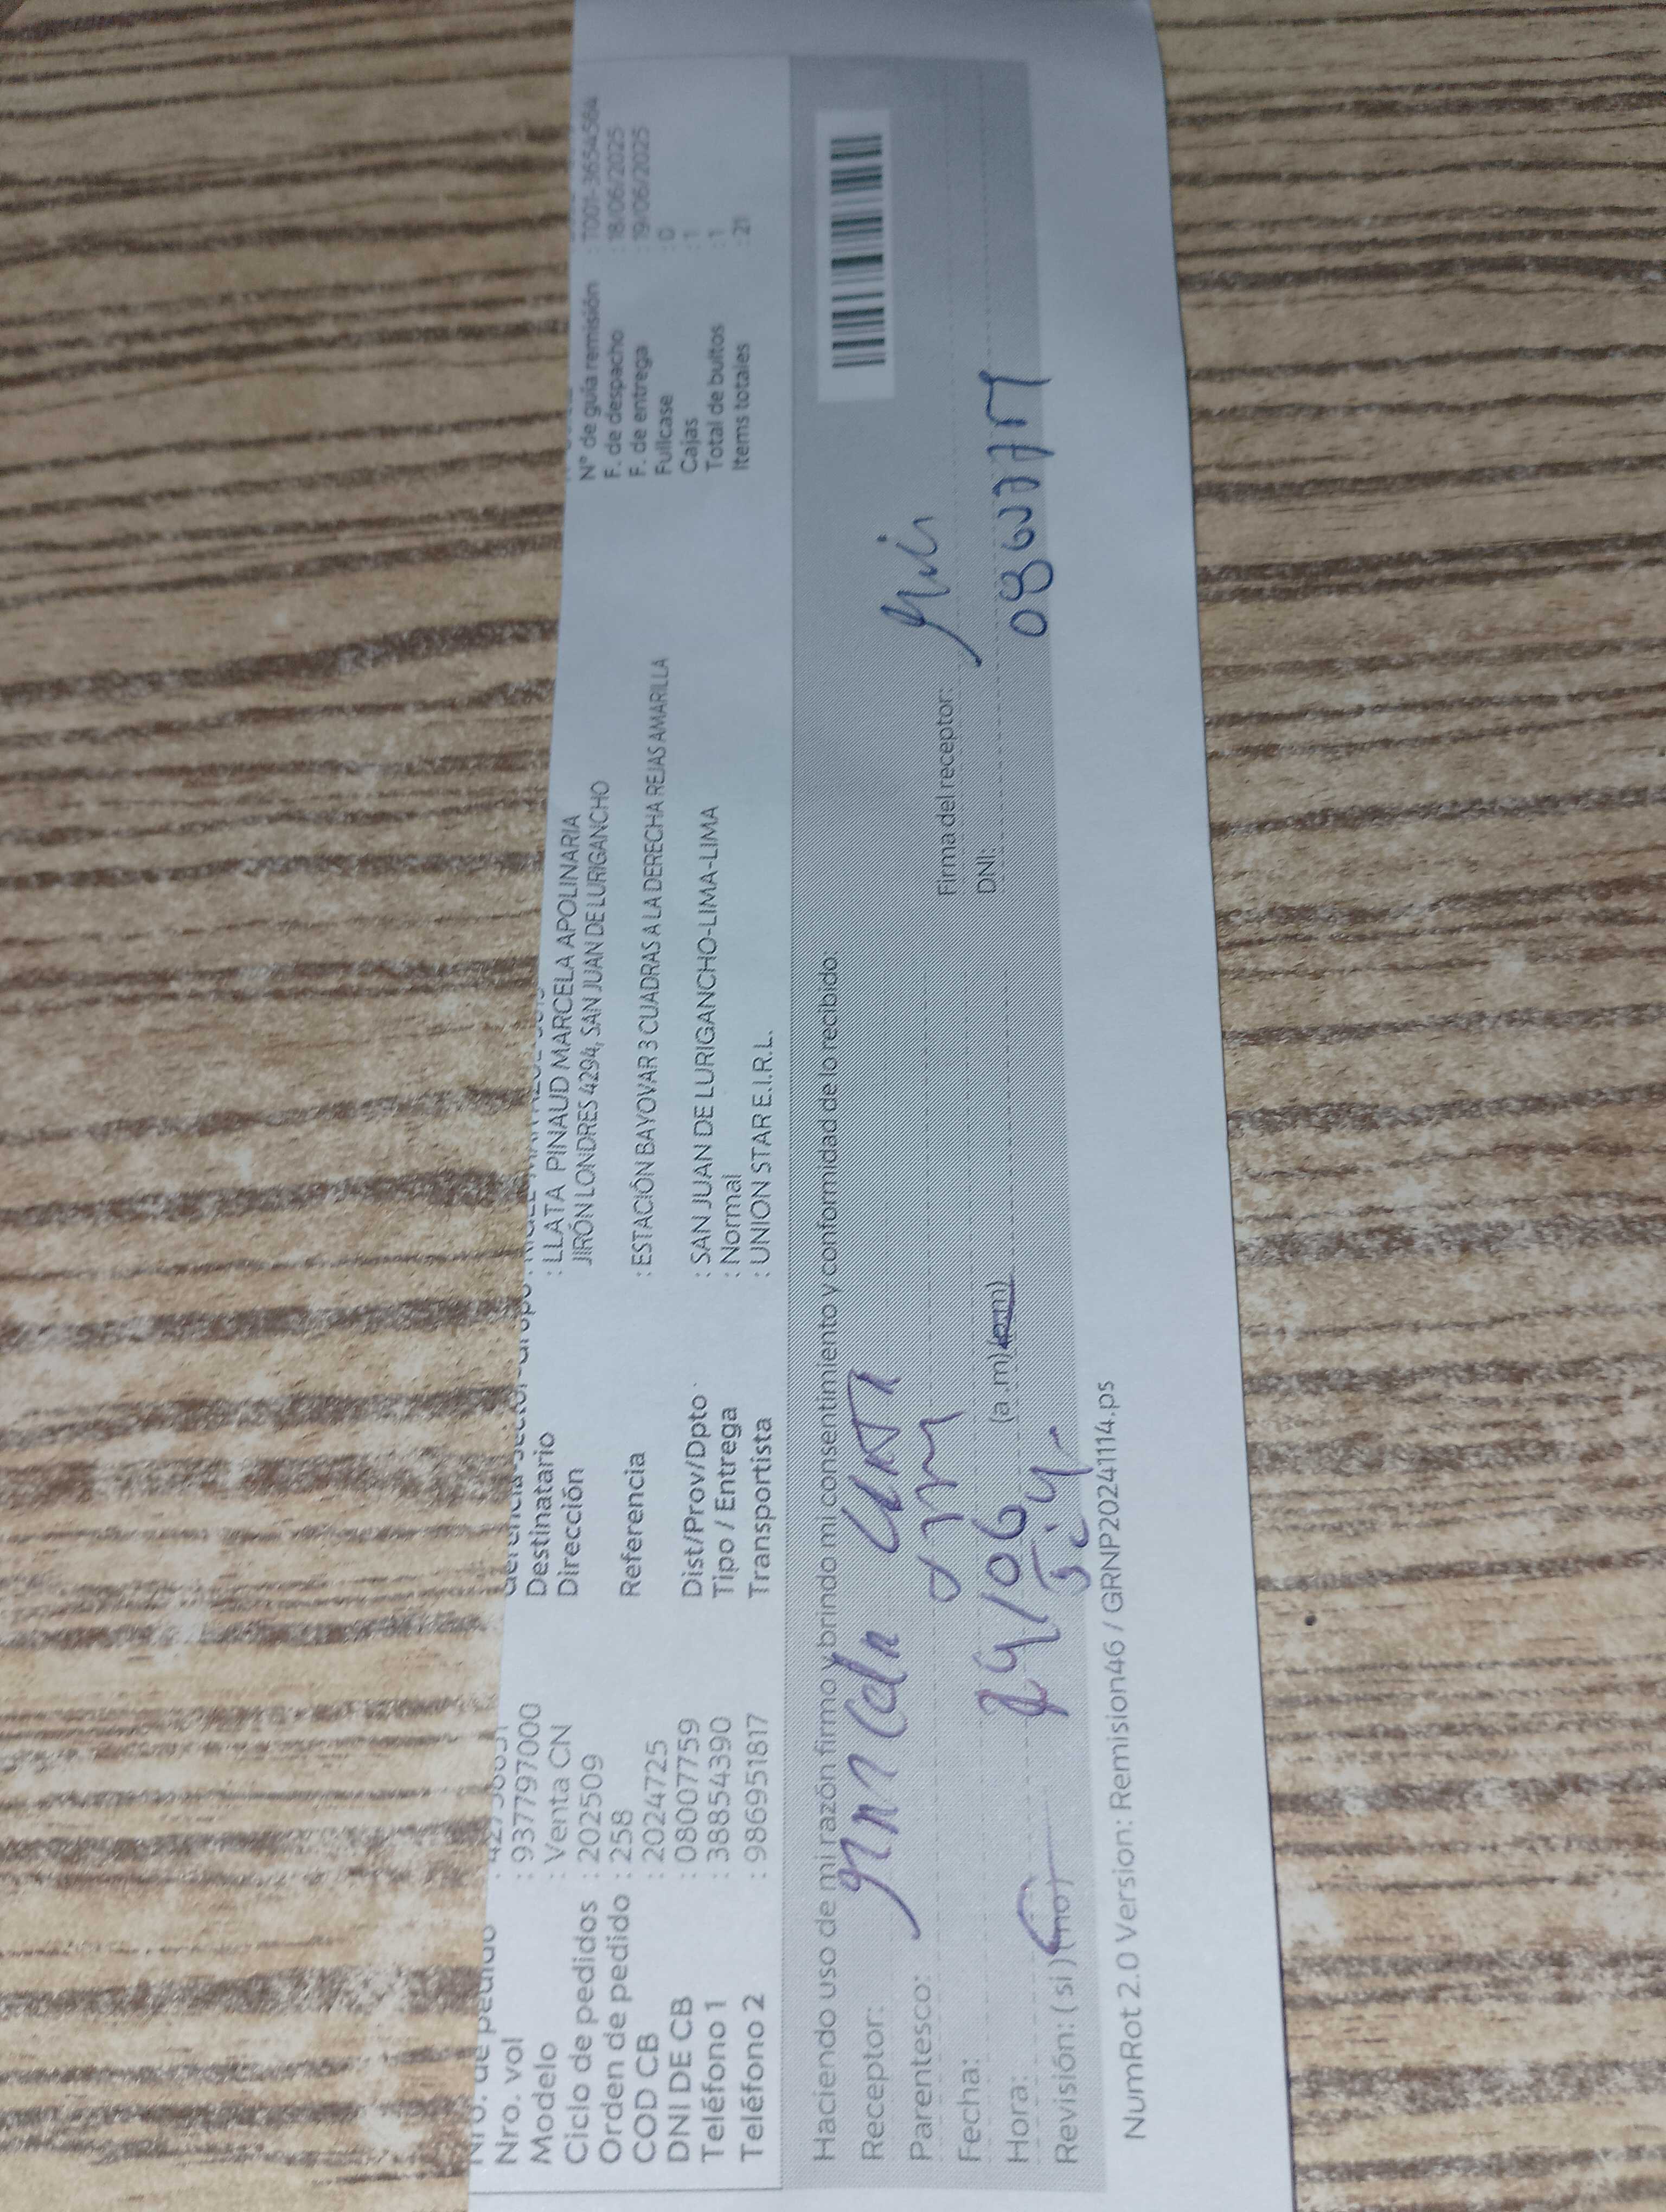 Nro. vol : 9377797000
Modelo : Venta CN
Ciclo de pedidos : 202509
Orden de pedido : 258
COD CB : 2024725
DNI DE CB : 08007759
Teléfono 1 : 38854390
Teléfono 2 : 986951817
Destinatario : LLATA PINAUD MARCELA APOLINARIA
Dirección JIRÓN LONDRES 4294, SAN JUAN DE LURIGANCHO
Referencia : ESTACIÓN BAYOVAR 3 CUADRAS A LA DERECHA REJAS AMARILLA
Dist/Prov/Dpto : SAN JUAN DE LURIGANCHO-LIMA-LIMA
Tipo / Entrega : Normal
Transportista : UNION STAR E.I.R.L.
N° de guía remisión : T001-36545584
F. de despacho : 18/06/2025
F. de entrega : 19/06/2025
Fullcase : 0
Cajas : 1
Total de bultos : 1
Items totales : 21
Haciendo uso de mi razón firmo y brindo mi consentimiento y conformidad de lo recibido:
Receptor:
Parentesco:
Fecha:
Hora: (a.m) (p.m)
Revisión: ( si ) (no)
Firma del receptor:
DNI:
NumRot 2.0 Version: Remision46 / GRNP20241114.ps